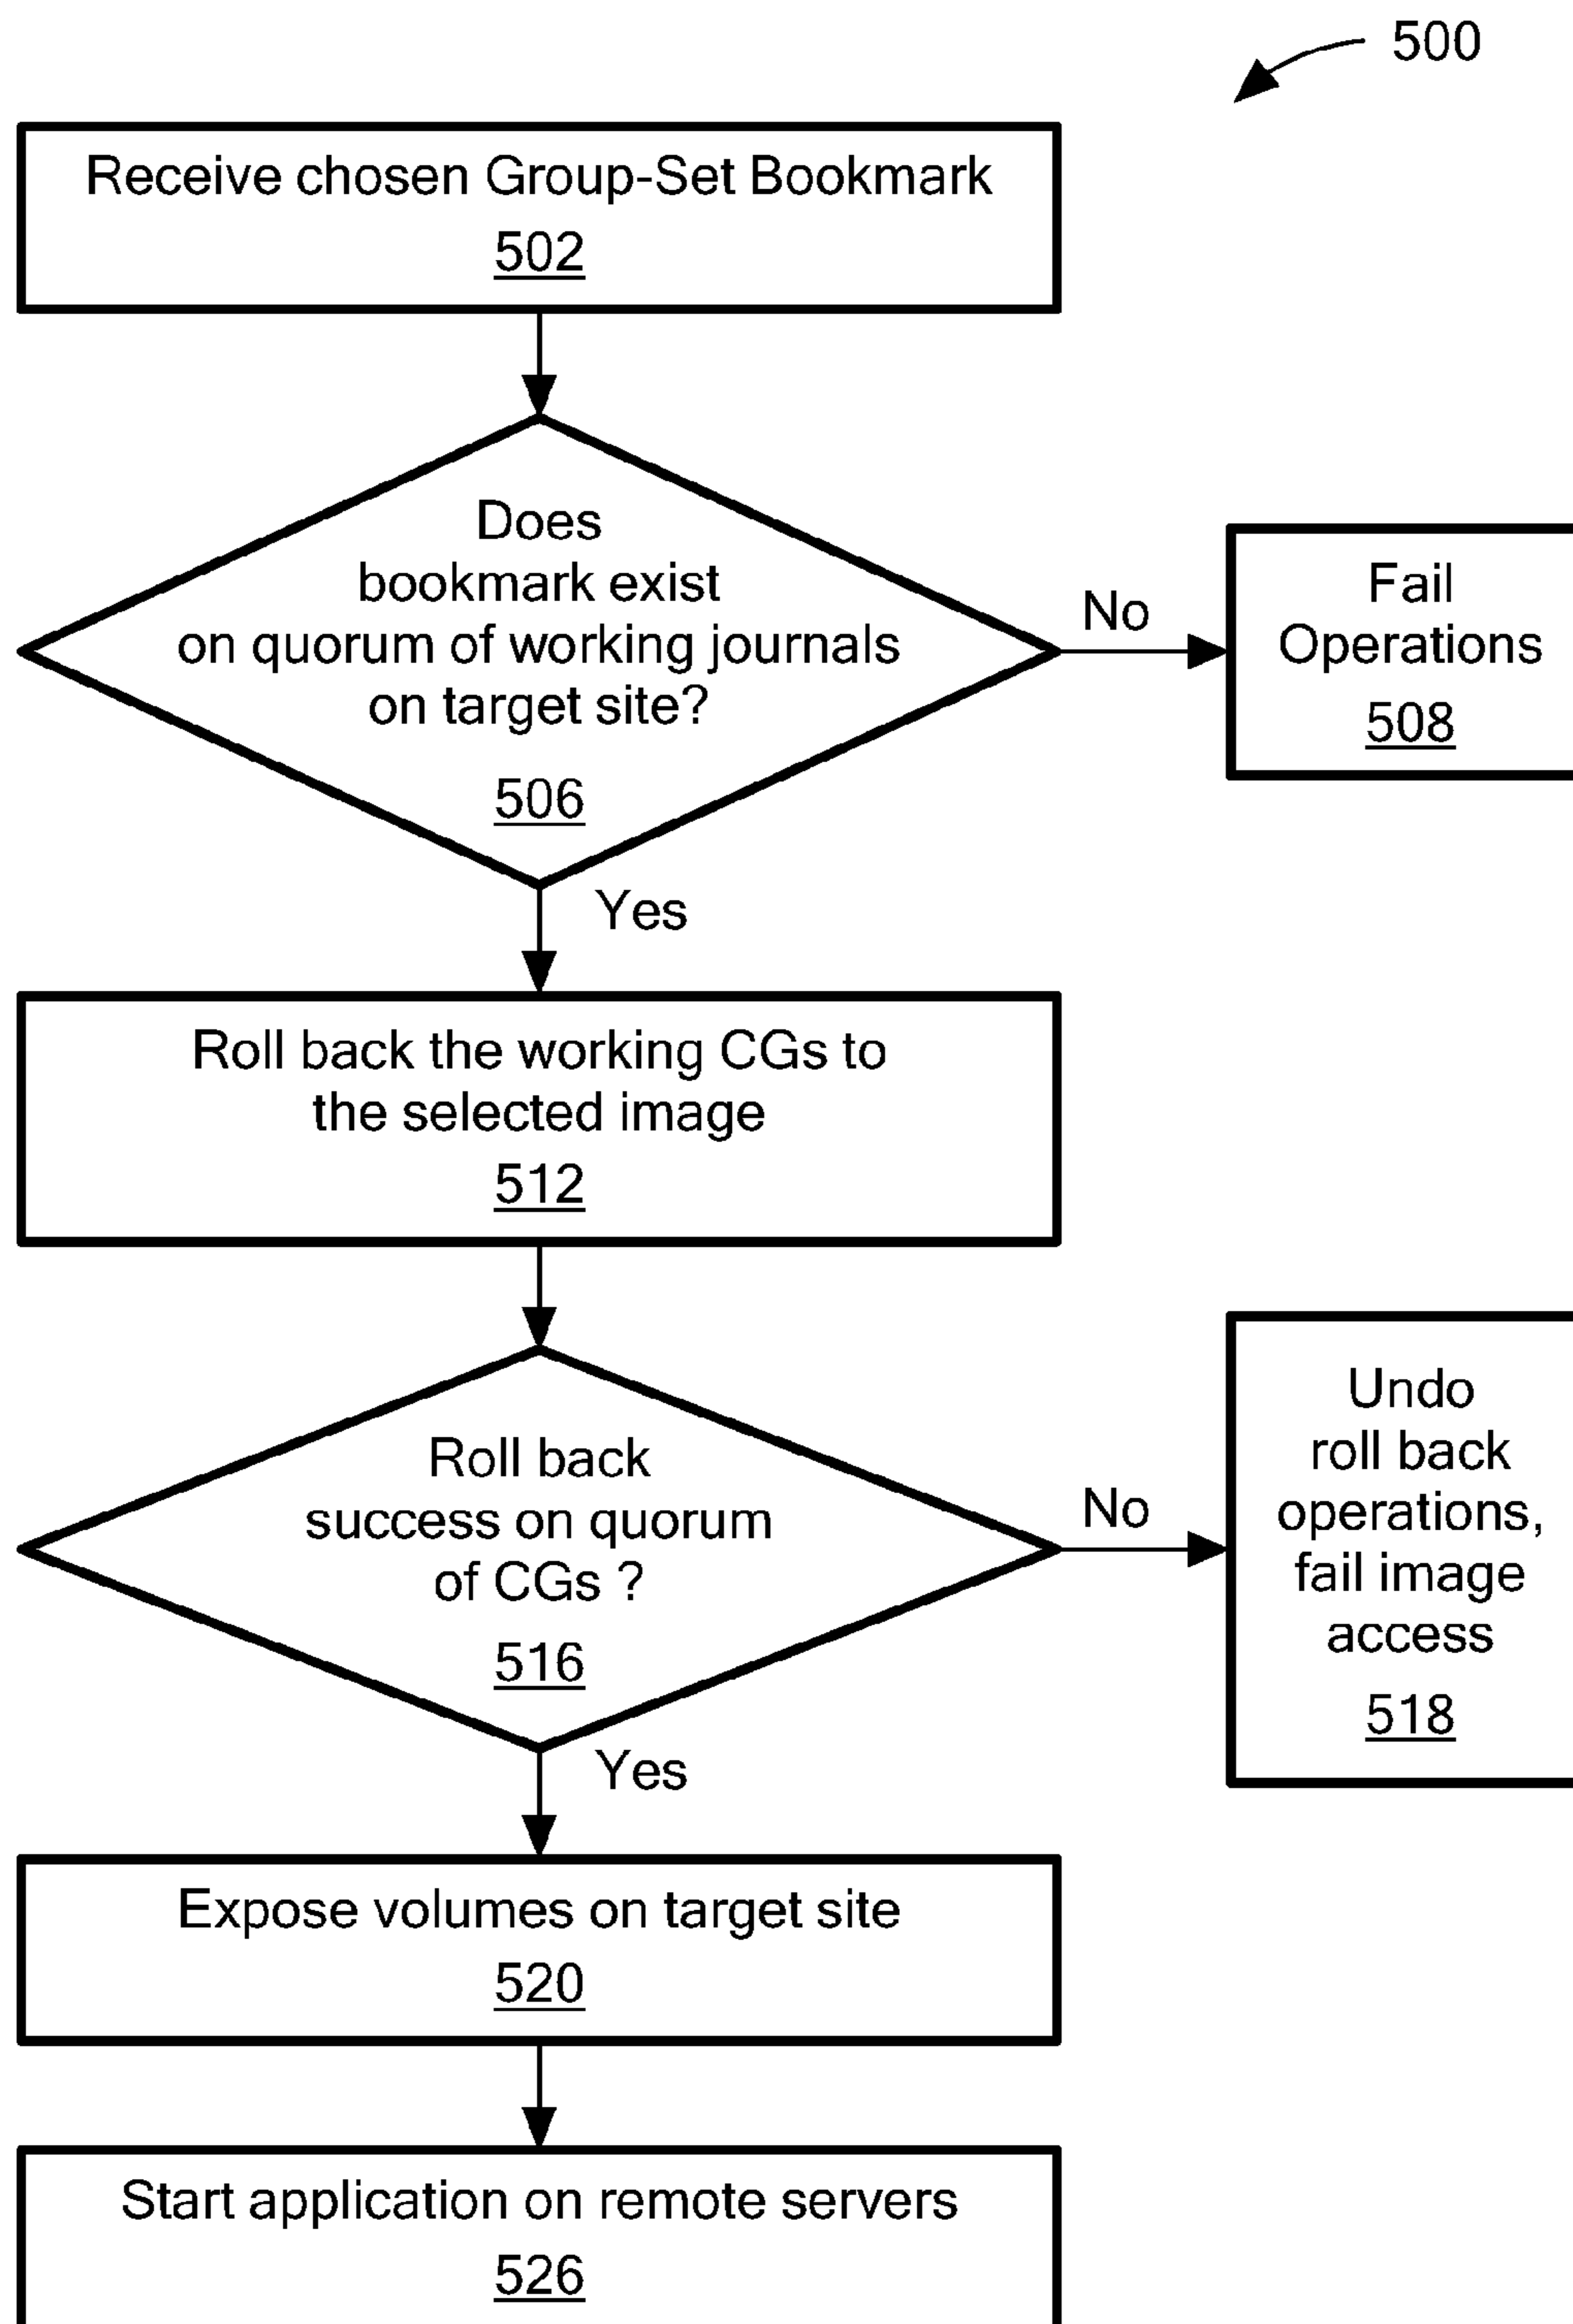 500
Receive chosen Group-Set Bookmark
502
Does
bookmark exist
on quorum of working journals
on target site?
506
No
Fail
Operations
508
Yes
Roll back the working CGs to
the selected image
512
Roll back
success on quorum
of CGs ?
516
No
Undo
roll back
operations,
fail image
access
518
Yes
Expose volumes on target site
520
Start application on remote servers
526